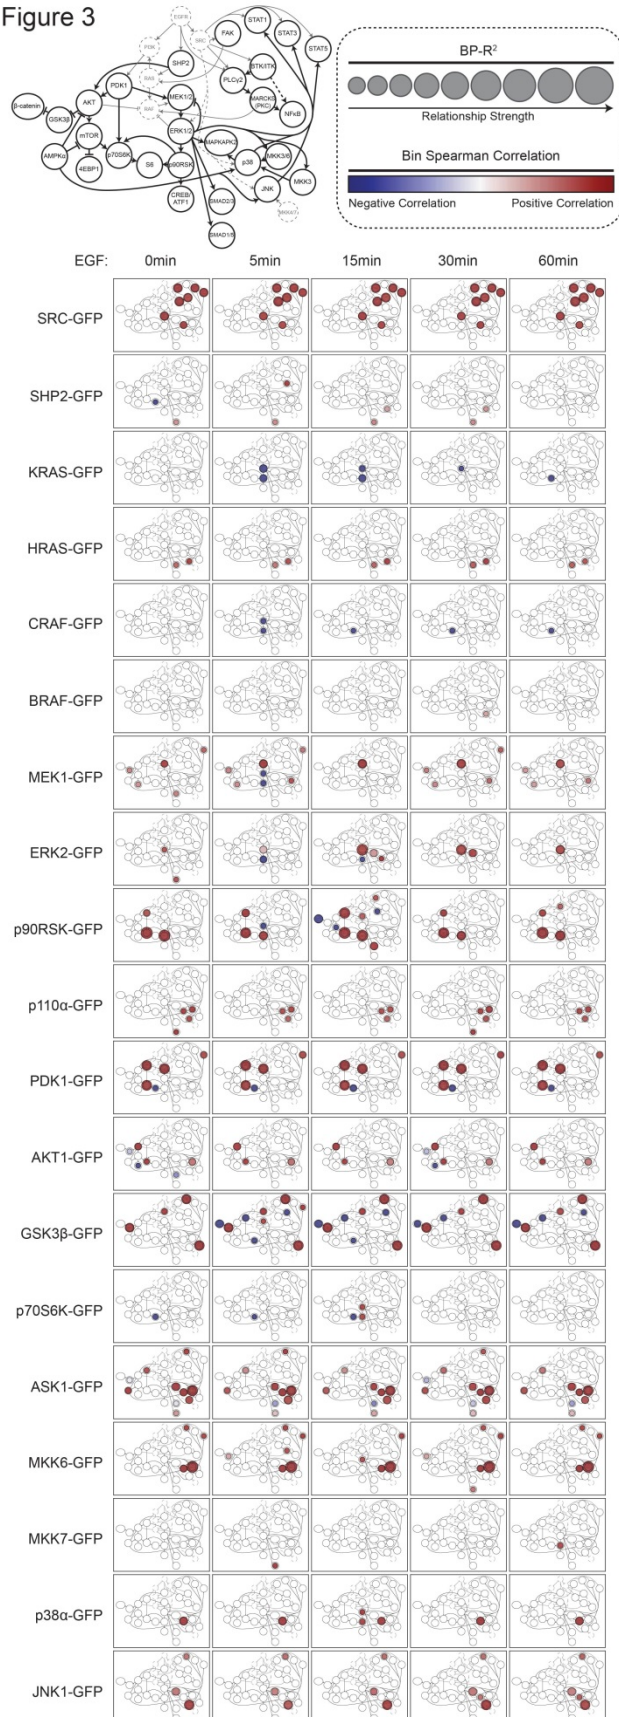 Figure 3
EGFR
STAT1
STAT3
STAT5
FAK
SRC
PI3K
SHP2
RAS
BTK/ITK
PLCγ2
PDK1
MEK1/2
MARCKS
(PKC)
NFκB
β-catenin
AKT
GSK3β
RAF
ERK1/2
mTOR
MAPKAPK2
AMPKα
p70S6K
S6
p90RSK
p38
MKK3/6
4EBP1
MKK3
JNK
CREB/
ATF1
SMAD2/3
MKK4/7
SMAD1/5
BP-R²
Relationship Strength
Bin Spearman Correlation
Negative Correlation
Positive Correlation
EGF: 0min 5min 15min 30min 60min
SRC-GFP
SHP2-GFP
KRAS-GFP
HRAS-GFP
CRAF-GFP
BRAF-GFP
MEK1-GFP
ERK2-GFP
p90RSK-GFP
p110α-GFP
PDK1-GFP
AKT1-GFP
GSK3β-GFP
p70S6K-GFP
ASK1-GFP
MKK6-GFP
MKK7-GFP
p38α-GFP
JNK1-GFP